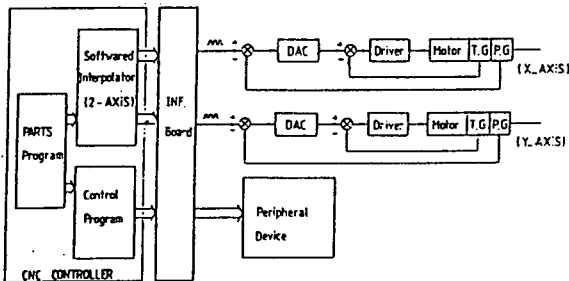 Softwared
Interpolator
(2-AXiS)
PARTS
Program
Control
Program
CNC CONTROLLER
INF.
Board
+
-
DAC
+
-
Driver
Motor
T.G
P.G
(X_AXiS)
+
-
DAC
+
-
Driver
Motor
T.G
P.G
(Y_AXiS)
Peripheral
Device